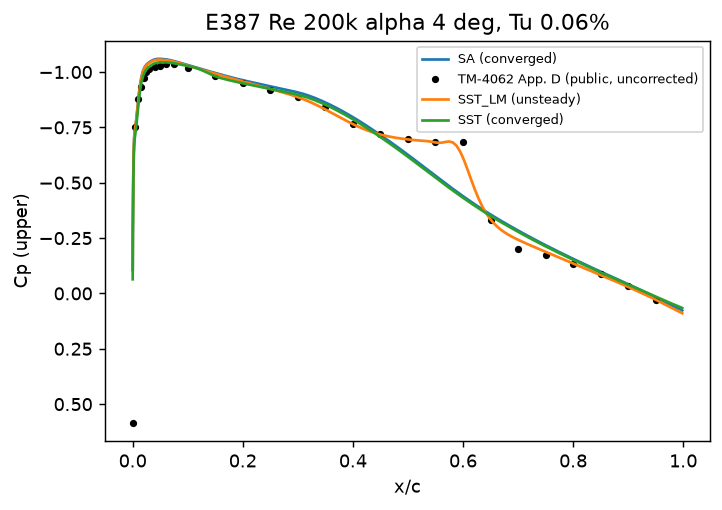 E387 Re 200k alpha 4 deg, Tu 0.06%
SA (converged)
TM-4062 App. D (public, uncorrected)
SST_LM (unsteady)
SST (converged)
Cp (upper)
−1.00
−0.75
−0.50
−0.25
0.00
0.25
0.50
0.0 0.2 0.4 0.6 0.8 1.0
x/c